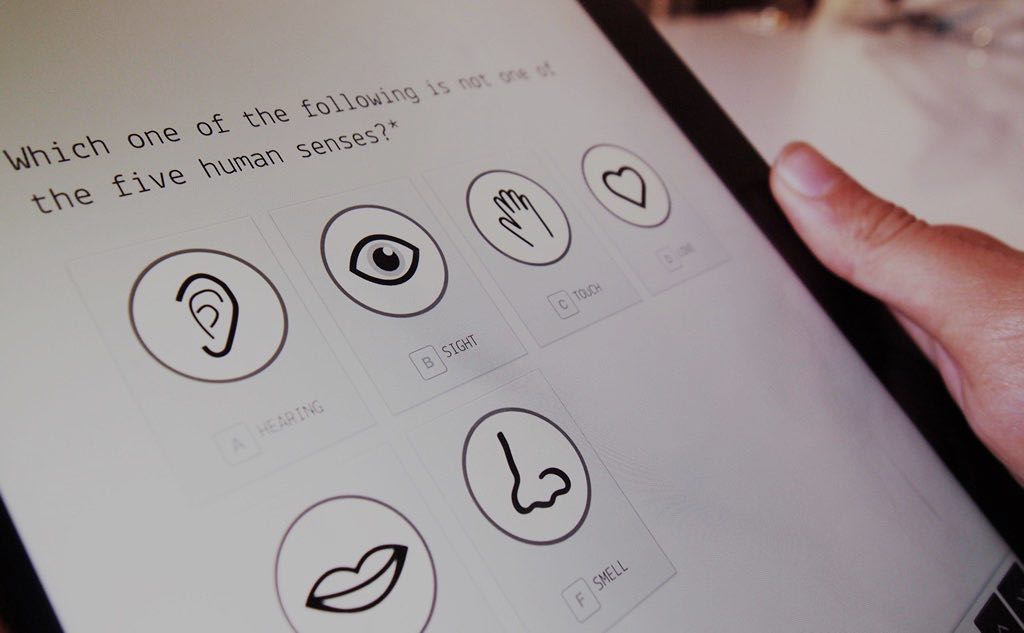 Which one of the following is not one of
the five human senses?*
A HEARING
B SIGHT
C TOUCH
D LOVE
F SMELL